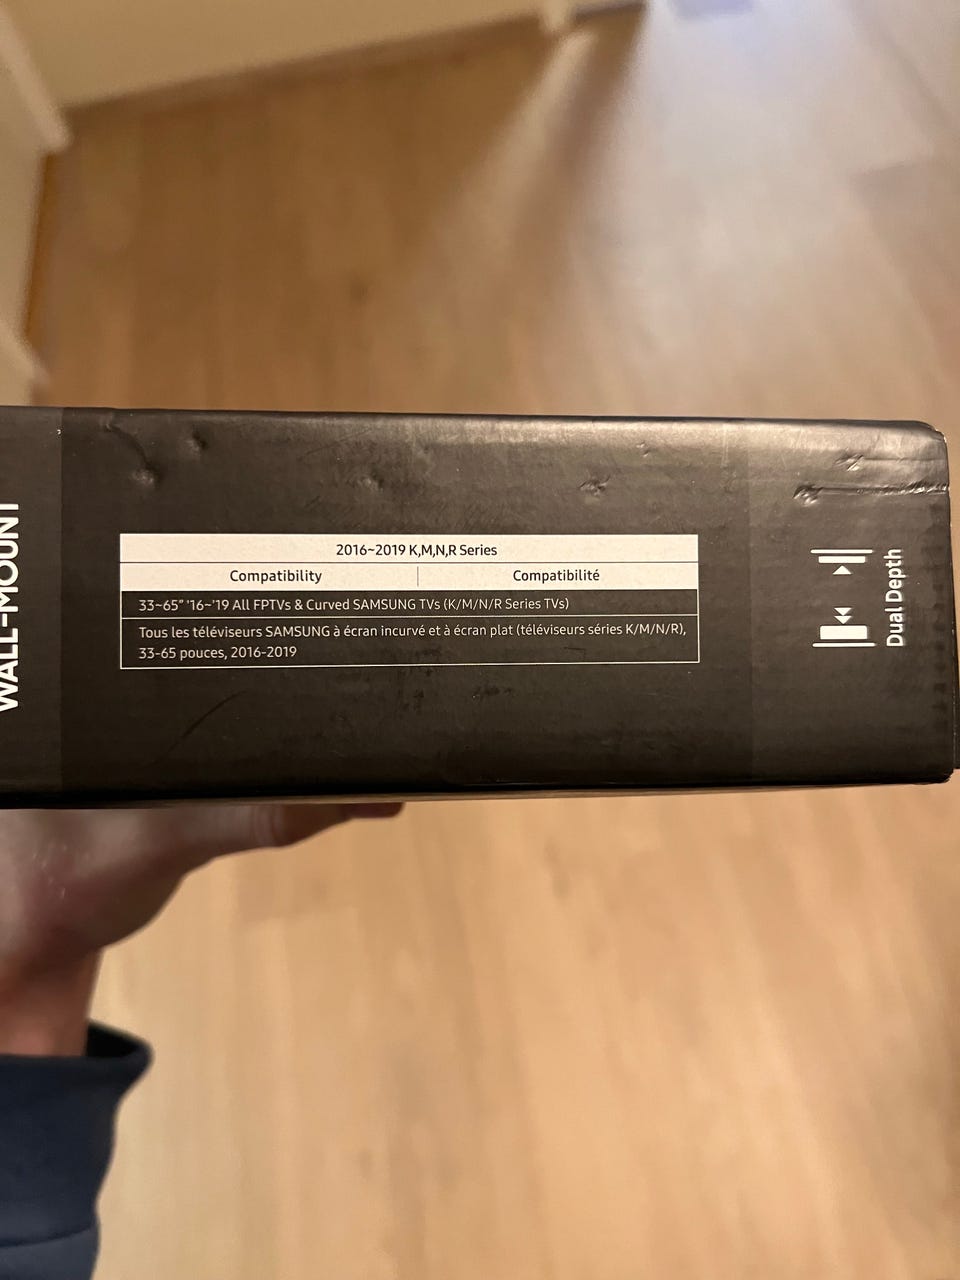 WALL-MOUNT
2016~2019 K,M,N,R Series
Compatibility
Compatibilité
33~65” '16~'19 All FPTVs & Curved SAMSUNG TVs (K/M/N/R Series TVs)
Tous les téléviseurs SAMSUNG à écran incurvé et à écran plat (téléviseurs séries K/M/N/R),
33-65 pouces, 2016-2019
Dual Depth